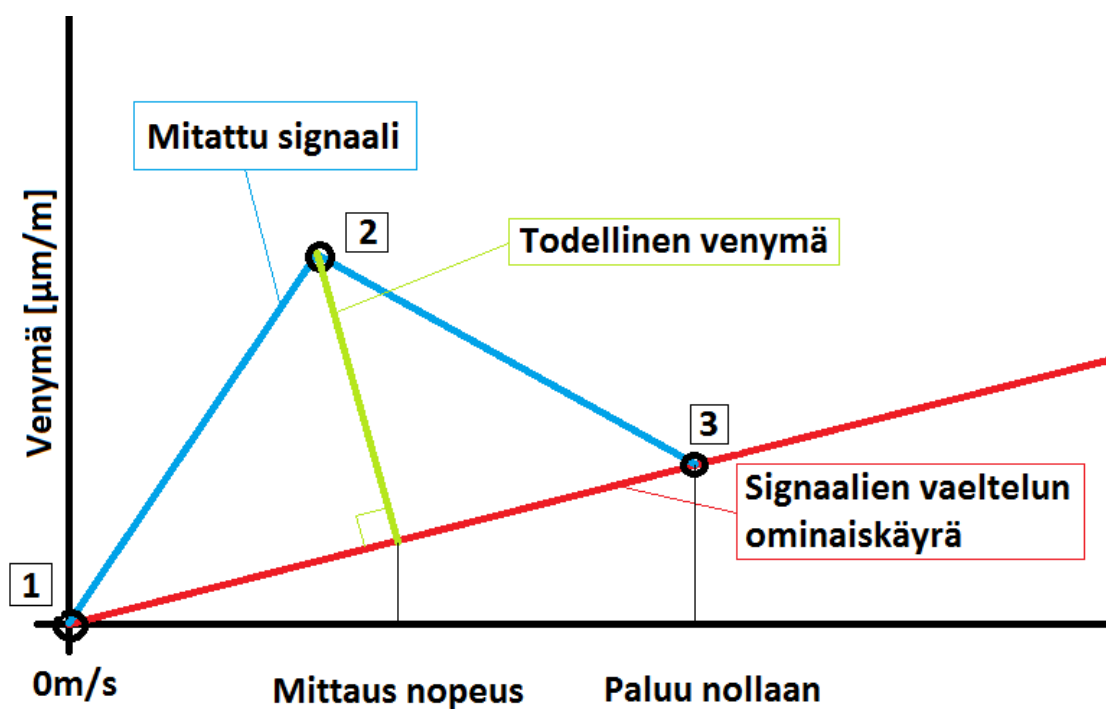 Mitattu signaali
2
Todellinen venymä
Venymä [µm/m]
3
Signaalien vaeltelun
ominaiskäyrä
1
0m/s
Mittaus nopeus
Paluu nollaan